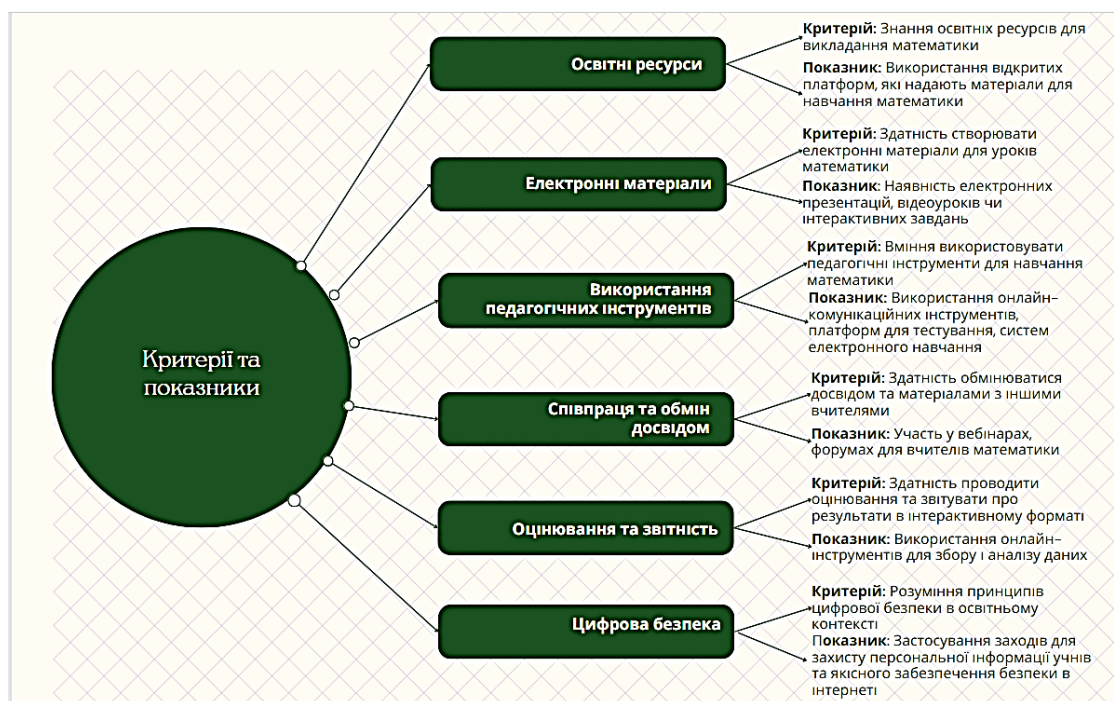 Критерії та
показники
Освітні ресурси
Критерій: Знання освітніх ресурсів для
викладання математики
Показник: Використання відкритих
платформ, які надають матеріали для
навчання математики
Електронні матеріали
Критерій: Здатність створювати
електронні матеріали для уроків
математики
Показник: Наявність електронних
презентацій, відеоуроків чи
інтерактивних завдань
Використання
педагогічних інструментів
Критерій: Вміння використовувати
педагогічні інструменти для навчання
математики
Показник: Використання онлайн–
комунікаційних інструментів,
платформ для тестування, систем
електронного навчання
Співпраця та обмін
досвідом
Критерій: Здатність обмінюватися
досвідом та матеріалами з іншими
вчителями
Показник: Участь у вебінарах,
форумах для вчителів математики
Оцінювання та звітність
Критерій: Здатність проводити
оцінювання та звітувати про
результати в інтерактивному форматі
Показник: Використання онлайн–
інструментів для збору і аналізу даних
Цифрова безпека
Критерій: Розуміння принципів
цифрової безпеки в освітньому
контексті
Показник: Застосування заходів для
захисту персональної інформації учнів
та якісного забезпечення безпеки в
інтернеті